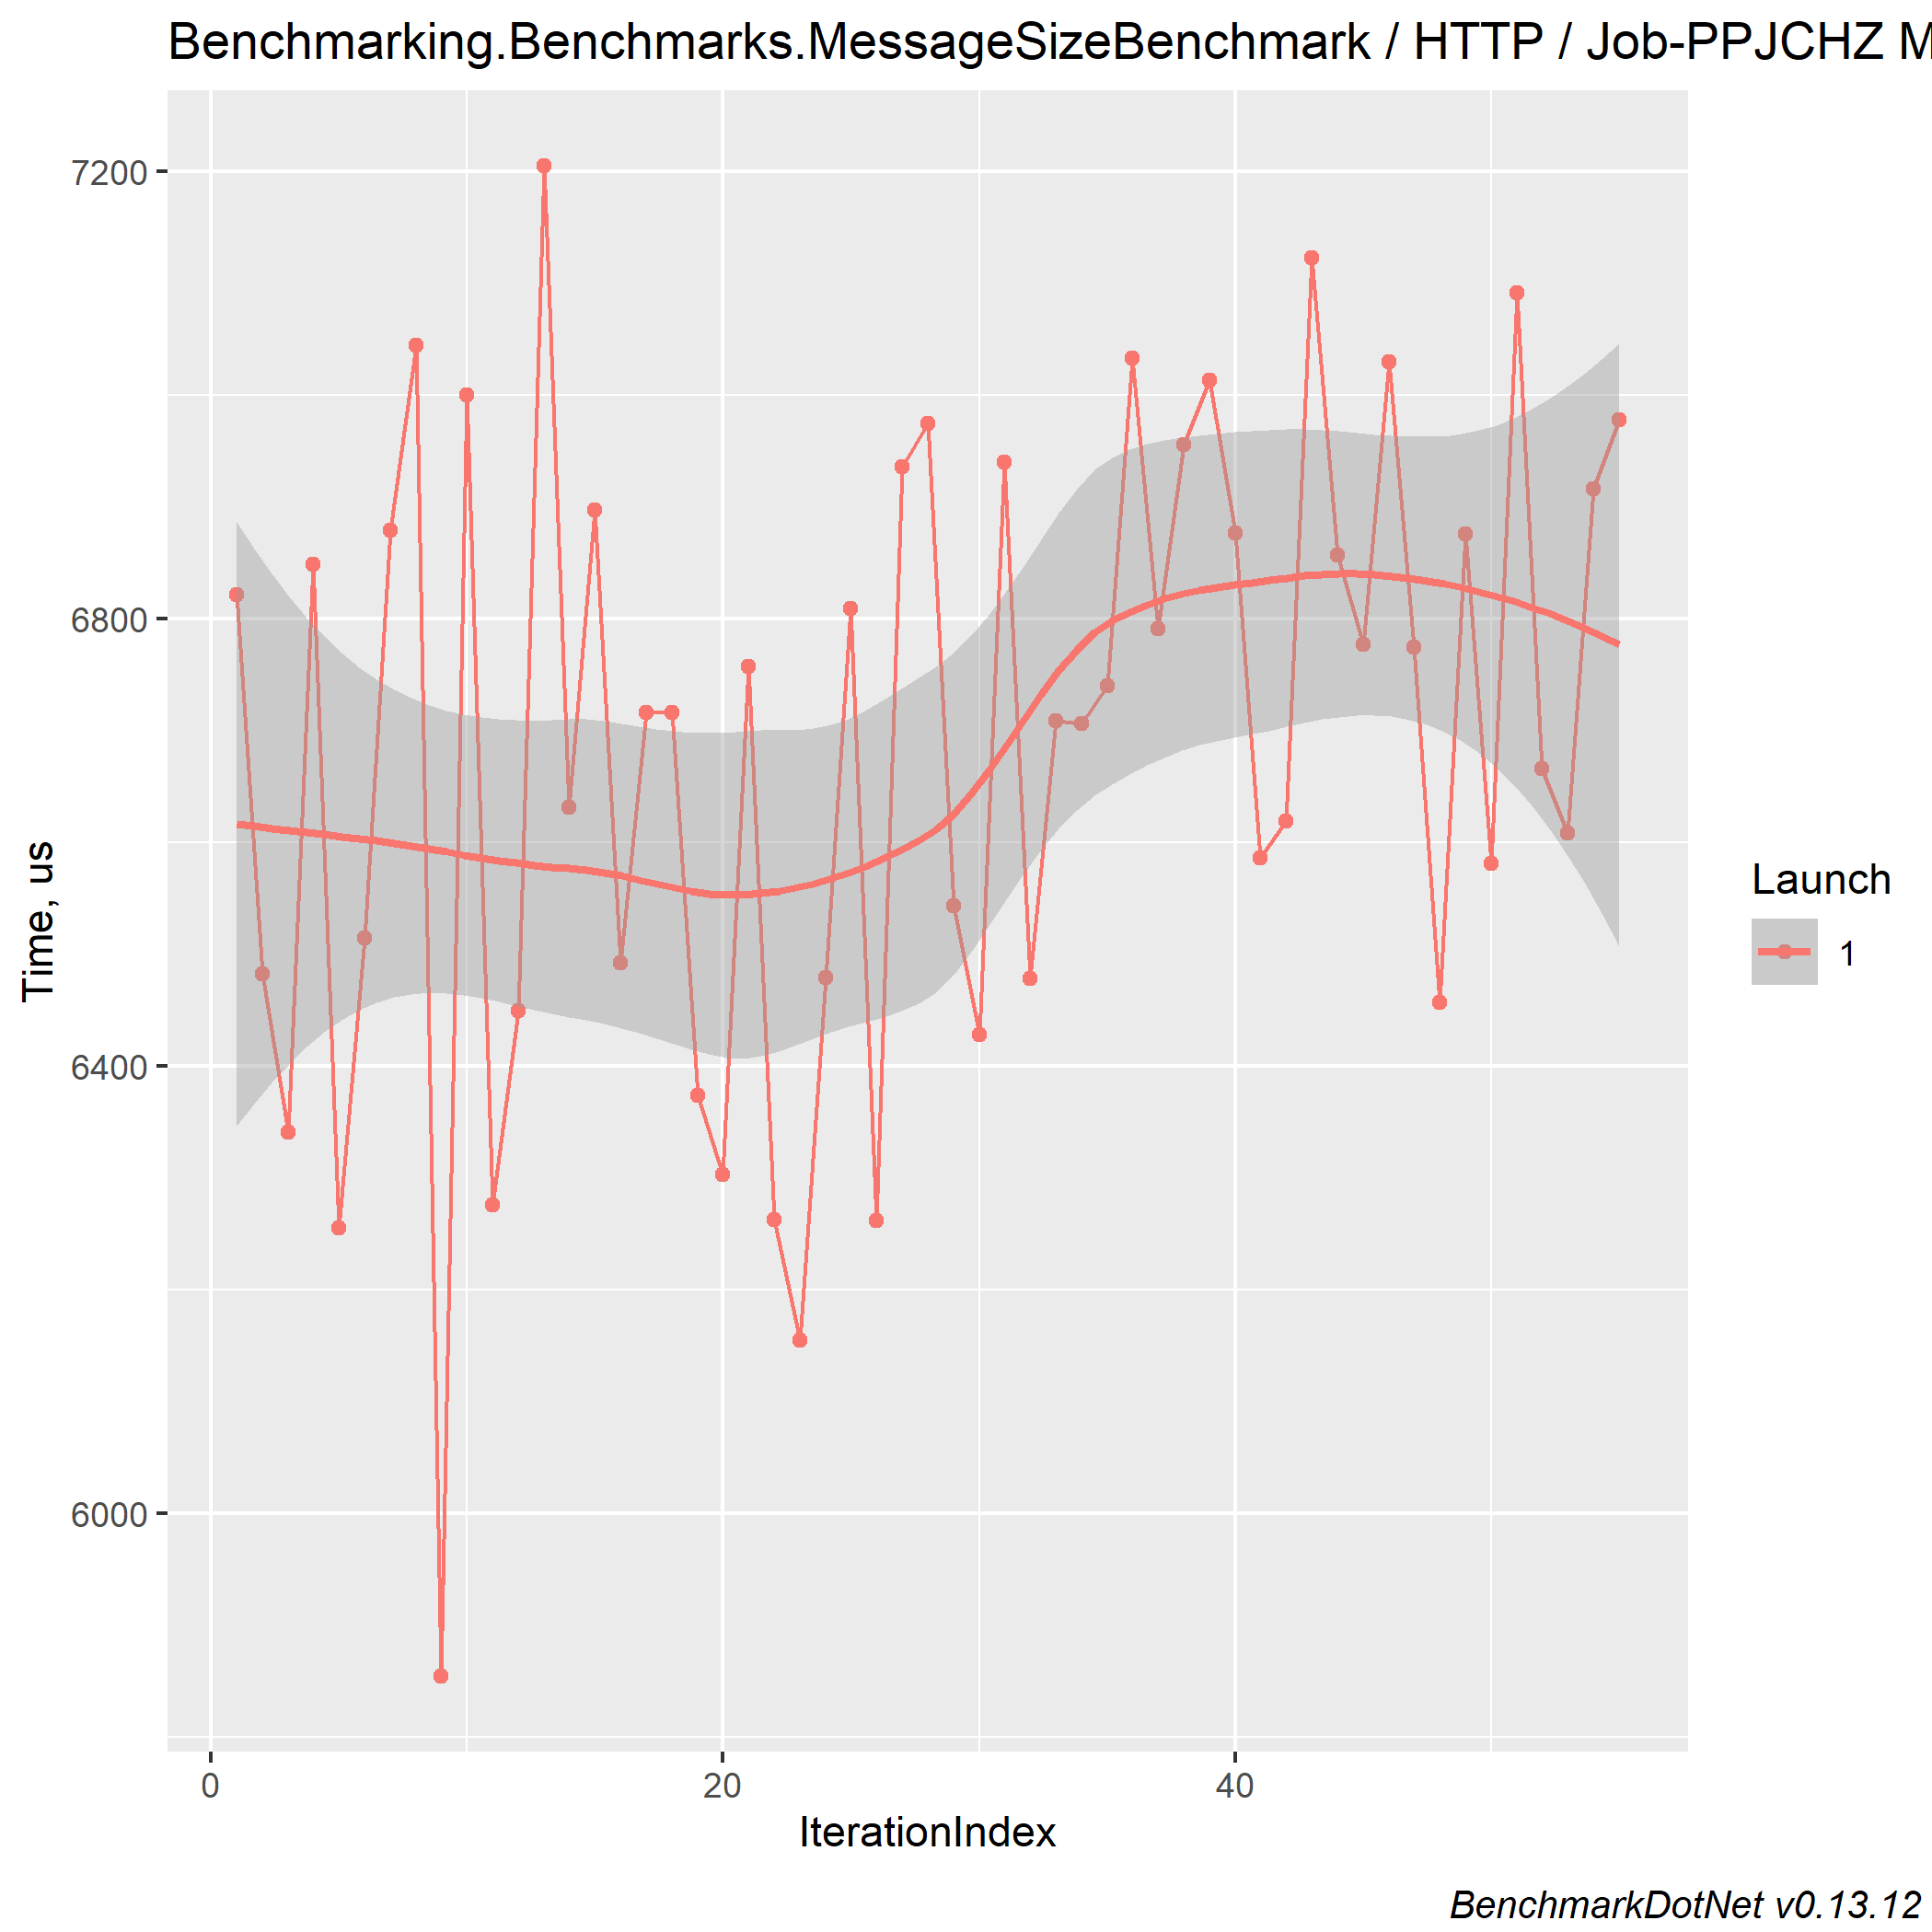 Benchmarking.Benchmarks.MessageSizeBenchmark / HTTP / Job-PPJCHZ
7200
6800
6400
6000
Time, us
0 20 40
IterationIndex
Launch
1
BenchmarkDotNet v0.13.12